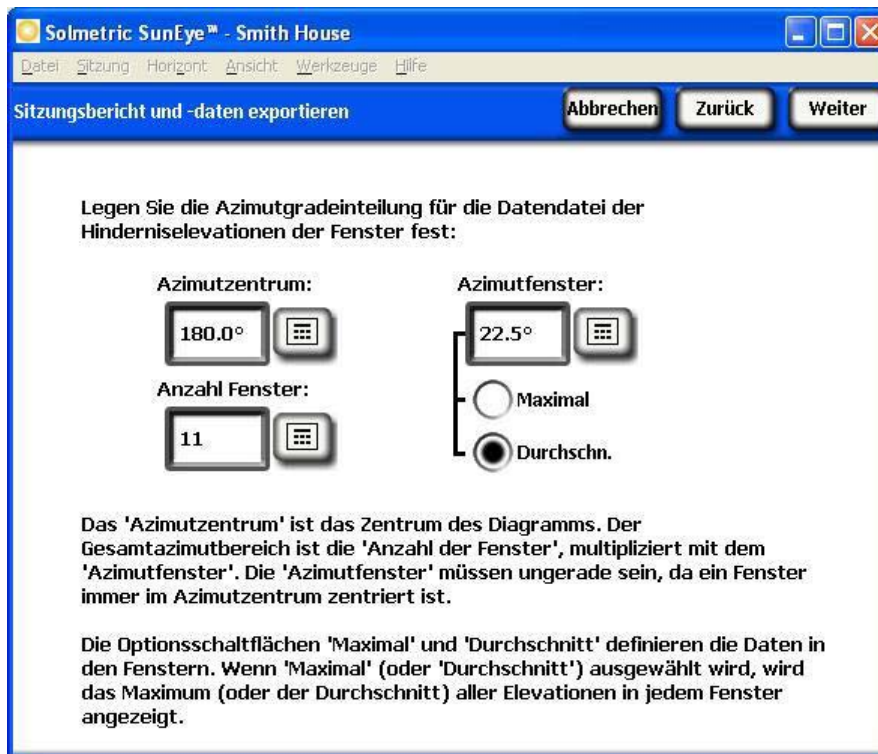 Solmetric SunEye™ - Smith House
Datei Sitzung Horizont Ansicht Werkzeuge Hilfe
Sitzungsbericht und -daten exportieren Abbrechen Zurück Weiter
Legen Sie die Azimutgradeinteilung für die Datendatei der
Hinderniselevationen der Fenster fest:
Azimutzentrum: Azimutfenster:
180.0° 22.5°
Anzahl Fenster: Maximal
11 Durchschn.
Das 'Azimutzentrum' ist das Zentrum des Diagramms. Der
Gesamtazimutbereich ist die 'Anzahl der Fenster', multipliziert mit dem
'Azimutfenster'. Die 'Azimutfenster' müssen ungerade sein, da ein Fenster
immer im Azimutzentrum zentriert ist.
Die Optionsschaltflächen 'Maximal' und 'Durchschnitt' definieren die Daten in
den Fenstern. Wenn 'Maximal' (oder 'Durchschnitt') ausgewählt wird, wird
das Maximum (oder der Durchschnitt) aller Elevationen in jedem Fenster
angezeigt.